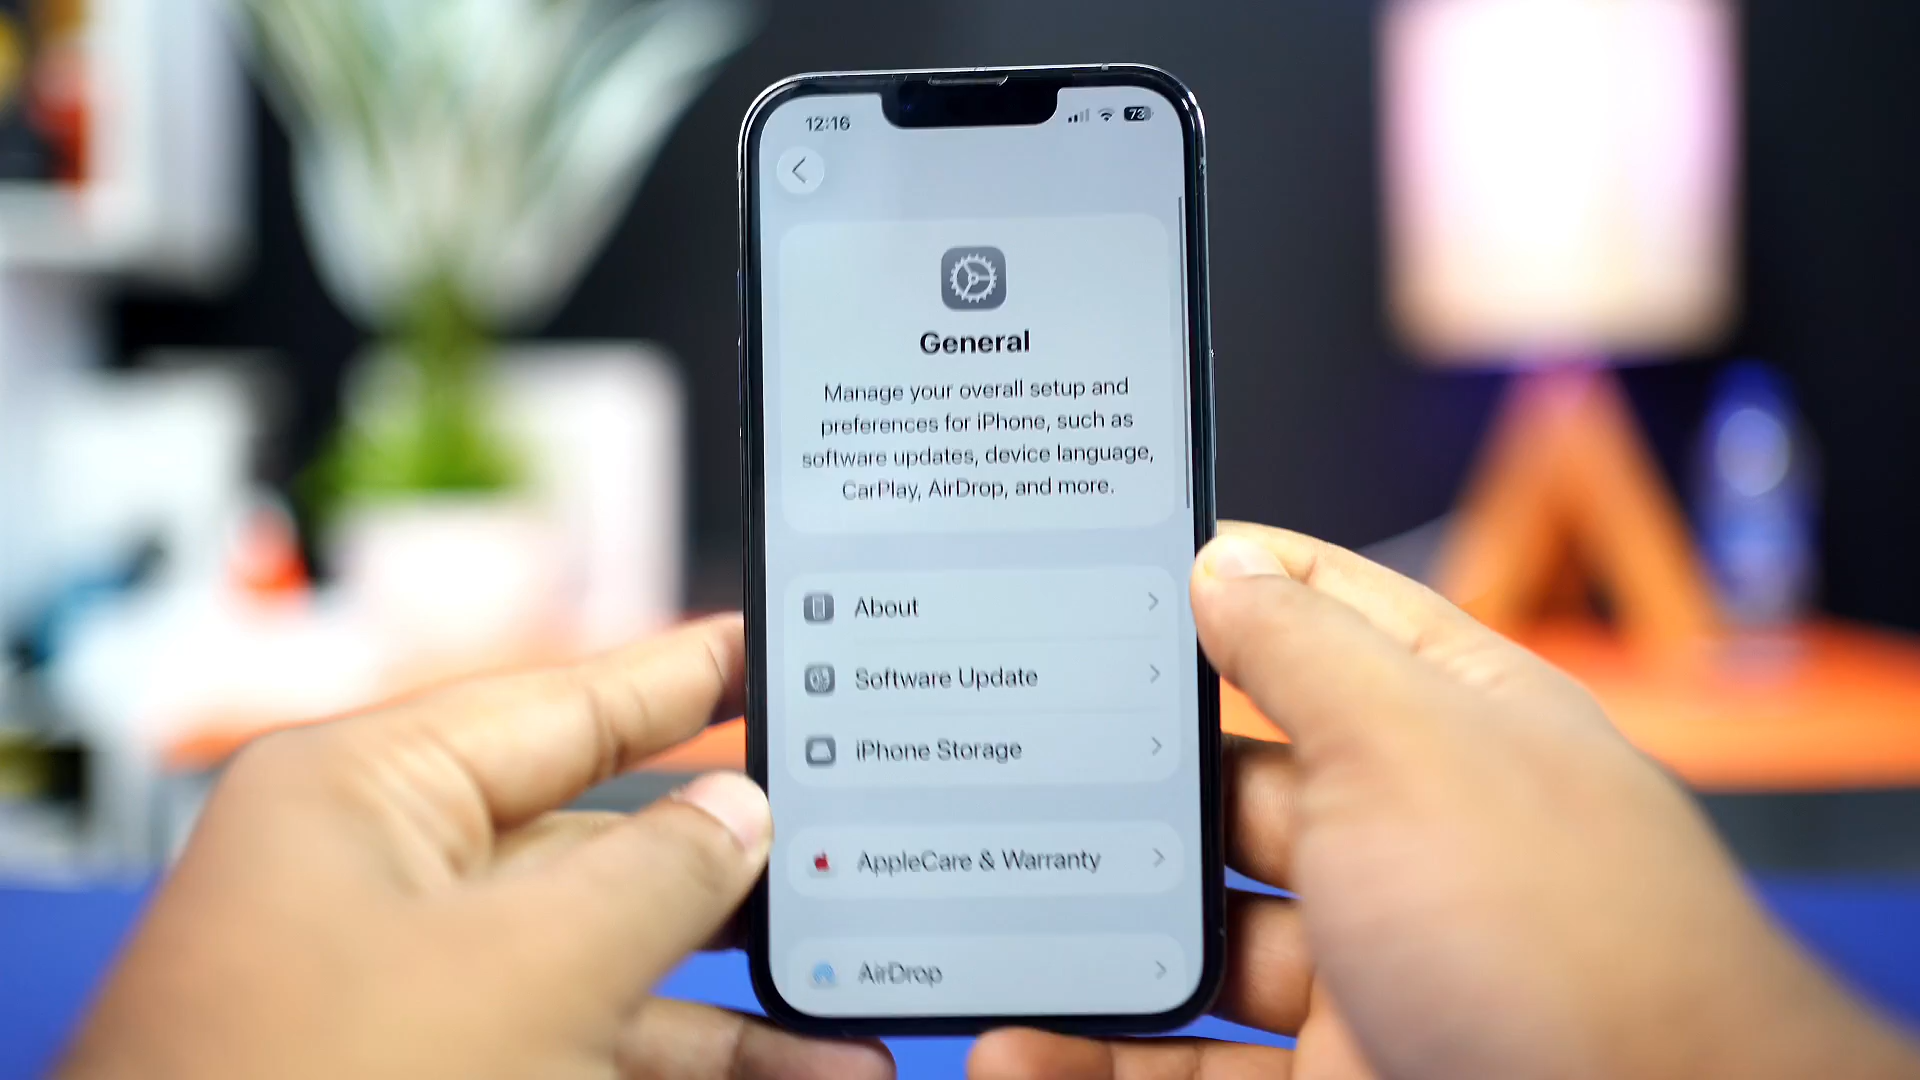 12:16
73
General
Manage your overall setup and
preferences for iPhone, such as
software updates, device language,
CarPlay, AirDrop, and more.
About
Software Update
iPhone Storage
AppleCare & Warranty
AirDrop